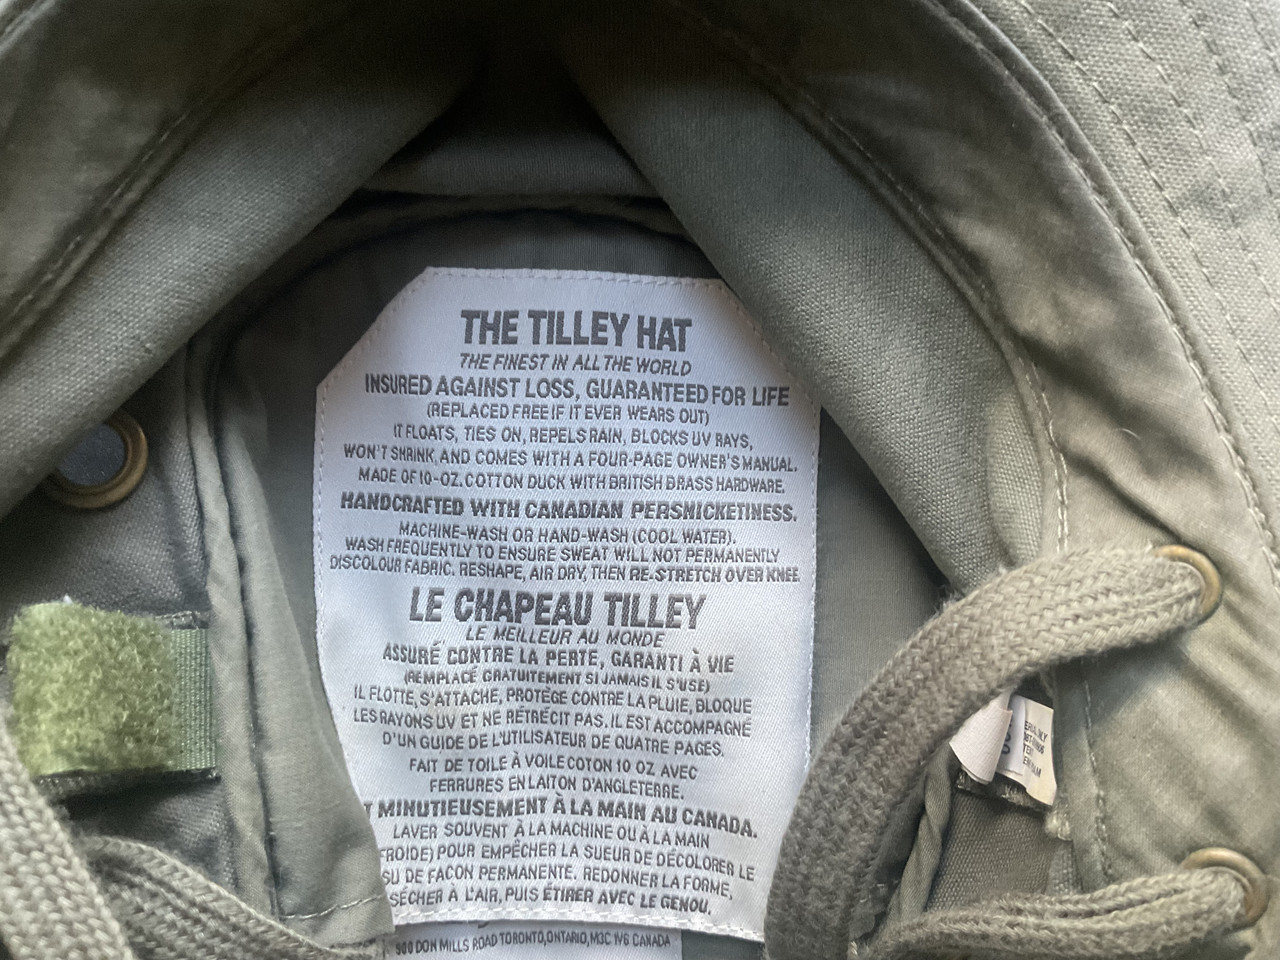 THE TILLEY HAT
THE FINEST IN ALL THE WORLD
INSURED AGAINST LOSS, GUARANTEED FOR LIFE
(REPLACED FREE IF IT EVER WEARS OUT)
IT FLOATS, TIES ON, REPELS RAIN, BLOCKS UV RAYS,
WON'T SHRINK, AND COMES WITH A FOUR-PAGE OWNER'S MANUAL.
MADE OF 10-OZ. COTTON DUCK WITH BRITISH BRASS HARDWARE.
HANDCRAFTED WITH CANADIAN PERSNICKETINESS.
MACHINE-WASH OR HAND-WASH (COOL WATER).
WASH FREQUENTLY TO ENSURE SWEAT WILL NOT PERMANENTLY
DISCOLOUR FABRIC. RESHAPE, AIR DRY, THEN RE-STRETCH OVER KNEE
LE CHAPEAU TILLEY
LE MEILLEUR AU MONDE
ASSURÉ CONTRE LA PERTE, GARANTI À VIE
(REMPLACÉ GRATUITEMENT SI JAMAIS IL S'USE)
IL FLOTTE, S'ATTACHE, PROTÈGE CONTRE LA PLUIE, BLOQUE
LES RAYONS UV ET NE RÉTRÉCIT PAS. IL EST ACCOMPAGNÉ
D'UN GUIDE DE L'UTILISATEUR DE QUATRE PAGES.
FAIT DE TOILE À VOILE COTON 10 OZ AVEC
FERRURES EN LAITON D'ANGLETERRE.
T MINUTIEUSEMENT À LA MAIN AU CANADA.
LAVER SOUVENT À LA MACHINE OU À LA MAIN
FROIDE) POUR EMPÊCHER LA SUEUR DE DÉCOLORER LE
SU DE FAÇON PERMANENTE. REDONNER LA FORME,
SÉCHER À L'AIR, PUIS ÉTIRER AVEC LE GENOU.
900 DON MILLS ROAD TORONTO, ONTARIO, M3C 1V6 CANADA